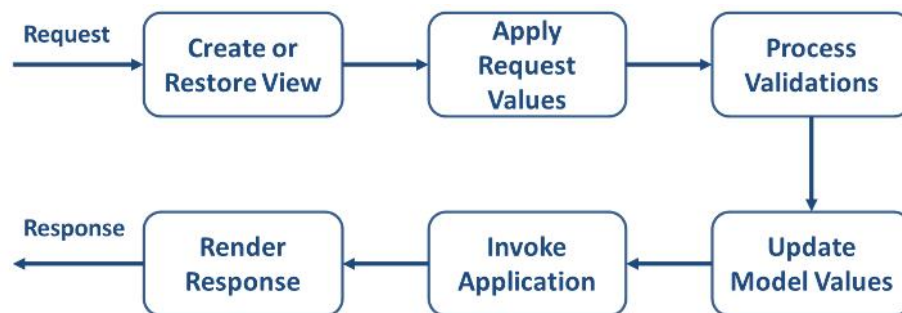 Request
Create or
Restore View
Apply
Request
Values
Process
Validations
Response
Render
Response
Invoke
Application
Update
Model Values